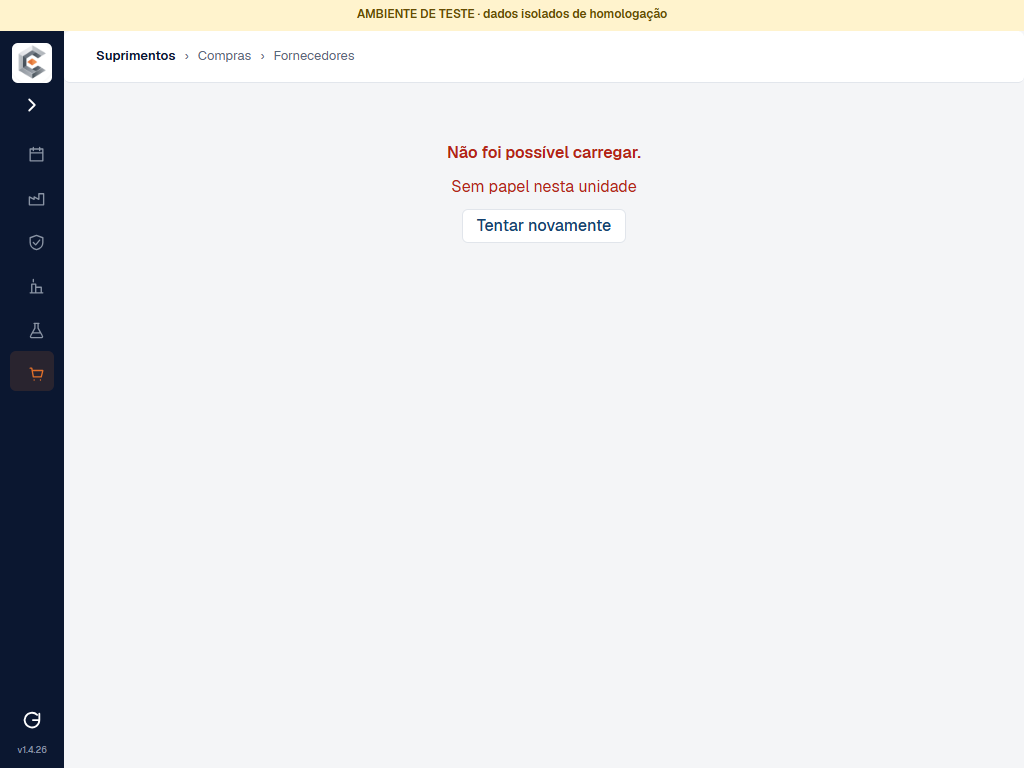 AMBIENTE DE TESTE · dados isolados de homologação
Suprimentos › Compras › Fornecedores
Não foi possível carregar.
Sem papel nesta unidade
Tentar novamente
v1.4.26